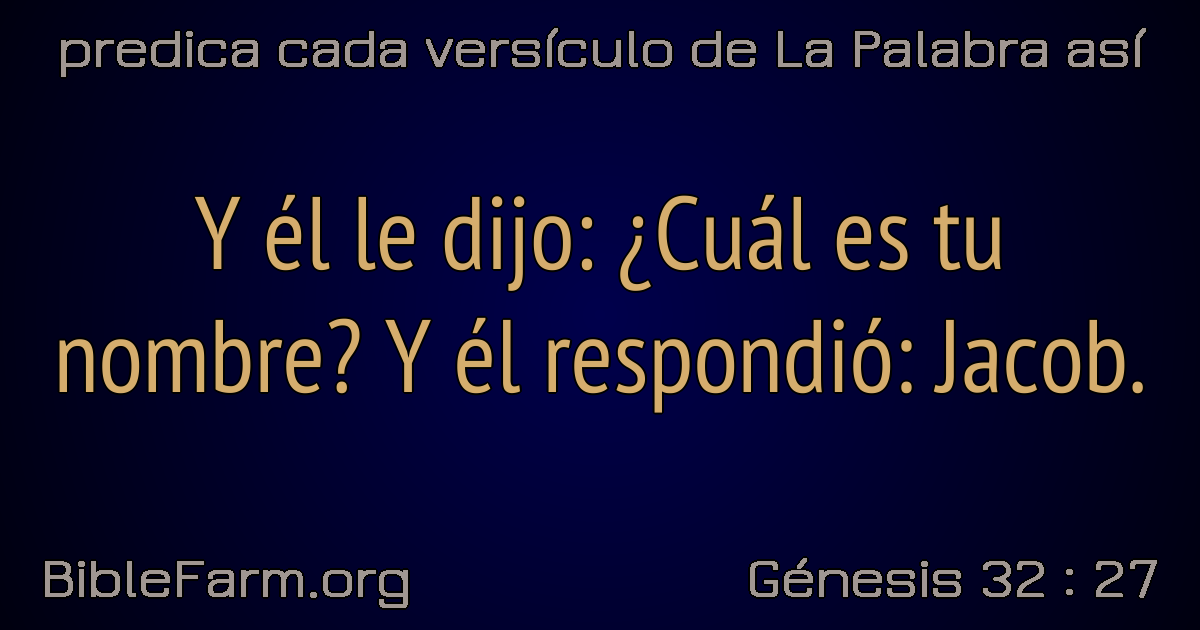 predica cada versículo de La Palabra así
Y él le dijo: ¿Cuál es tu
nombre? Y él respondió: Jacob.
BibleFarm.org
Génesis 32 : 27